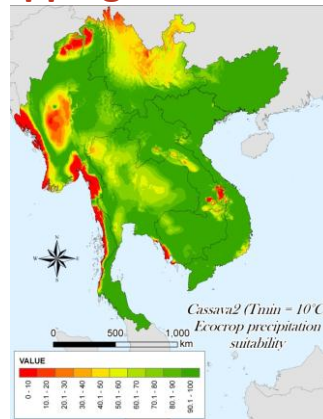 Cassava2 (Tmin = 10°C)
Ecocrop precipitation
suitability
0 500 1,000
km
VALUE
0 - 10
10.1 - 20
20.1 - 30
30.1 - 40
40.1 - 50
50.1 - 60
60.1 - 70
70.1 - 80
80.1 - 90
90.1 - 100